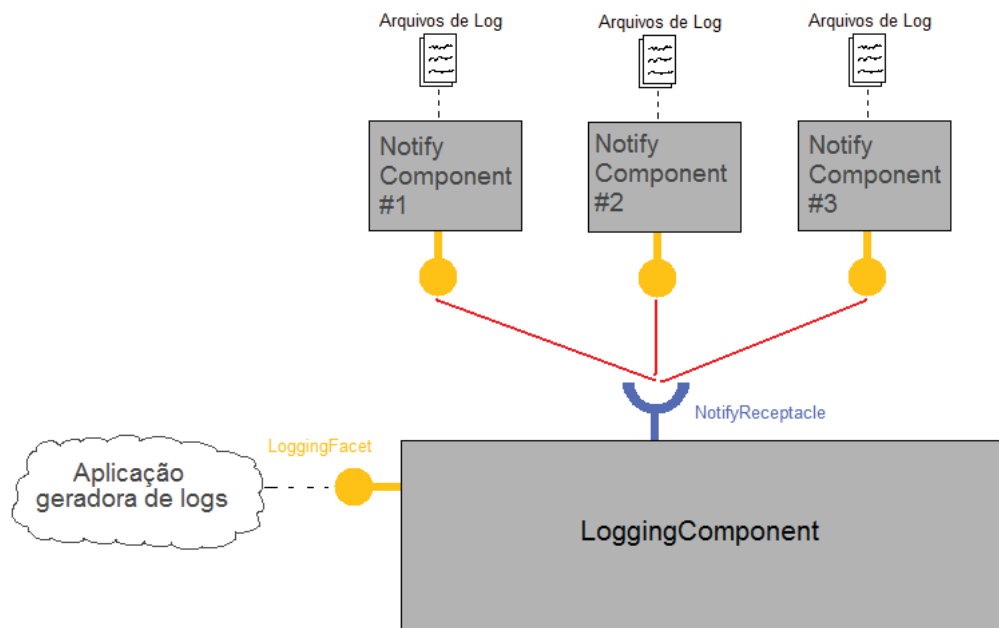 Arquivos de Log
Arquivos de Log
Arquivos de Log
Notify
Component
#1
Notify
Component
#2
Notify
Component
#3
NotifyReceptacle
LoggingFacet
Aplicação
geradora de logs
LoggingComponent